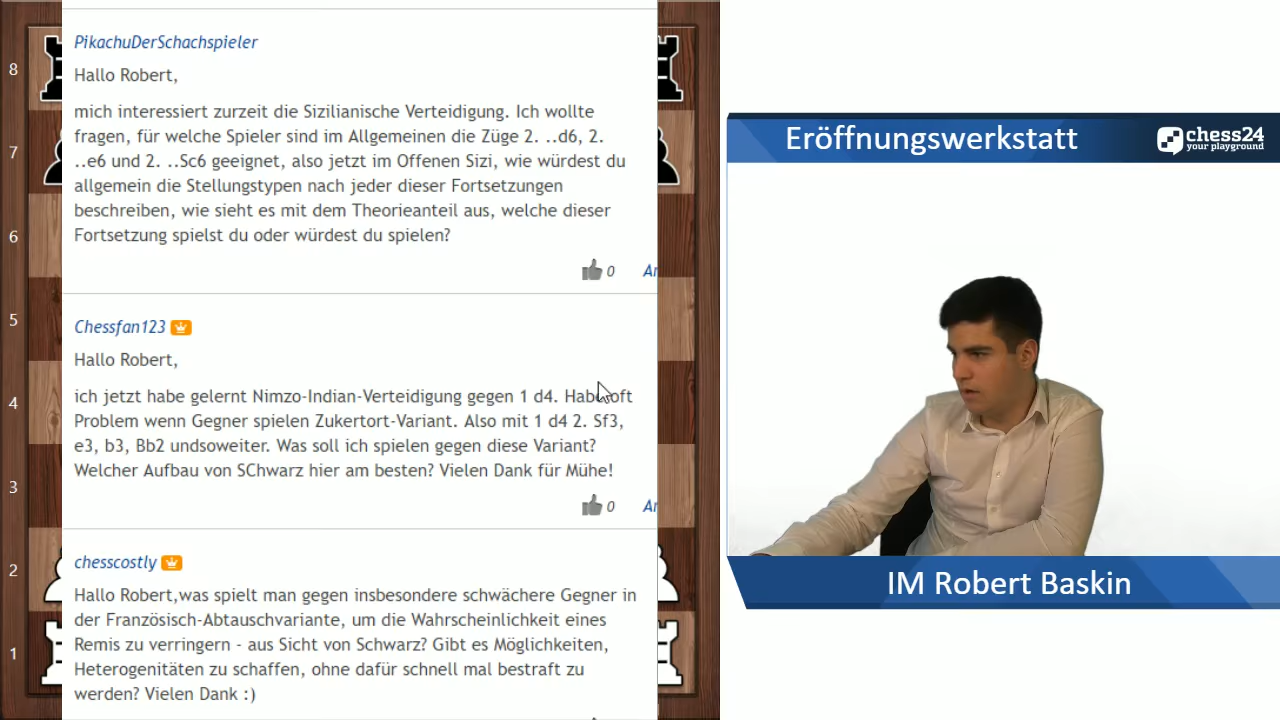 8
7
6
5
4
3
2
1
PikachuDerSchachspieler
Hallo Robert,
mich interessiert zurzeit die Sizilianische Verteidigung. Ich wollte
fragen, für welche Spieler sind im Allgemeinen die Züge 2. ..d6, 2.
..e6 und 2. ..Sc6 geeignet, also jetzt im Offenen Sizi, wie würdest du
allgemein die Stellungstypen nach jeder dieser Fortsetzungen
beschreiben, wie sieht es mit dem Theorieanteil aus, welche dieser
Fortsetzung spielst du oder würdest du spielen?
0 Ar
Chessfan123
Hallo Robert,
ich jetzt habe gelernt Nimzo-Indian-Verteidigung gegen 1 d4. Habe oft
Problem wenn Gegner spielen Zukertort-Variant. Also mit 1 d4 2. Sf3,
e3, b3, Bb2 undsoweiter. Was soll ich spielen gegen diese Variant?
Welcher Aufbau von SChwarz hier am besten? Vielen Dank für Mühe!
0 Ar
chesscostly
Hallo Robert,was spielt man gegen insbesondere schwächere Gegner in
der Französisch-Abtauschvariante, um die Wahrscheinlichkeit eines
Remis zu verringern - aus Sicht von Schwarz? Gibt es Möglichkeiten,
Heterogenitäten zu schaffen, ohne dafür schnell mal bestraft zu
werden? Vielen Dank :)
Eröffnungswerkstatt
chess24
your playground
IM Robert Baskin